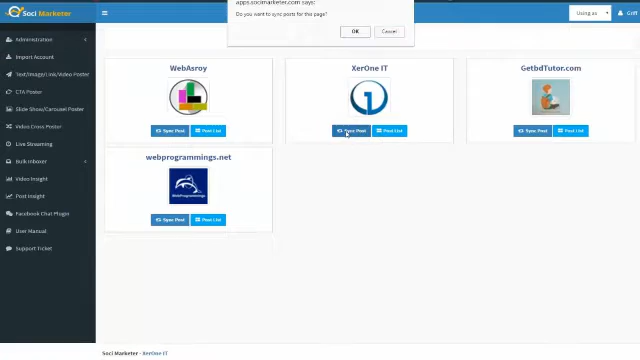 apps.socimarketer.com says:
Do you want to sync posts for this page?
OK
Cancel
Soci Marketer
Using as
Griff
Administration
Import Account
Text/Image/Link/Video Poster
CTA Poster
Slide Show/Carousel Poster
Video Cross Poster
Live Streaming
Bulk Inboxer
Video Insight
Post Insight
Facebook Chat Plugin
User Manual
Support Ticket
WebAsroy
Sync Post
Post List
XerOne IT
Sync Post
Post List
GetbdTutor.com
Sync Post
Post List
webprogrammings.net
WebProgrammings
Sync Post
Post List
Soci Marketer - XerOne IT